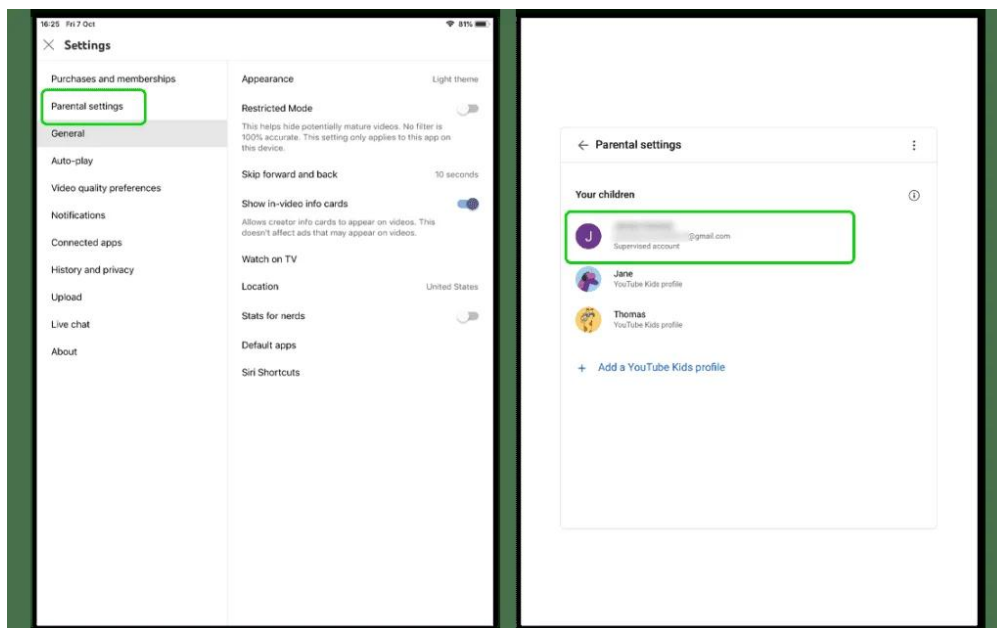 16:25 Fri 7 Oct
81%
Settings
Purchases and memberships
Parental settings
General
Auto-play
Video quality preferences
Notifications
Connected apps
History and privacy
Upload
Live chat
About
Appearance
Light theme
Restricted Mode
This helps hide potentially mature videos. No filter is
100% accurate. This setting only applies to this app on
this device.
Skip forward and back
10 seconds
Show in-video info cards
Allows creator info cards to appear on videos. This
doesn't affect ads that may appear on videos.
Watch on TV
Location
United States
Stats for nerds
Default apps
Siri Shortcuts
Parental settings
Your children
J
@gmail.com
Supervised account
Jane
YouTube Kids profile
Thomas
YouTube Kids profile
+ Add a YouTube Kids profile